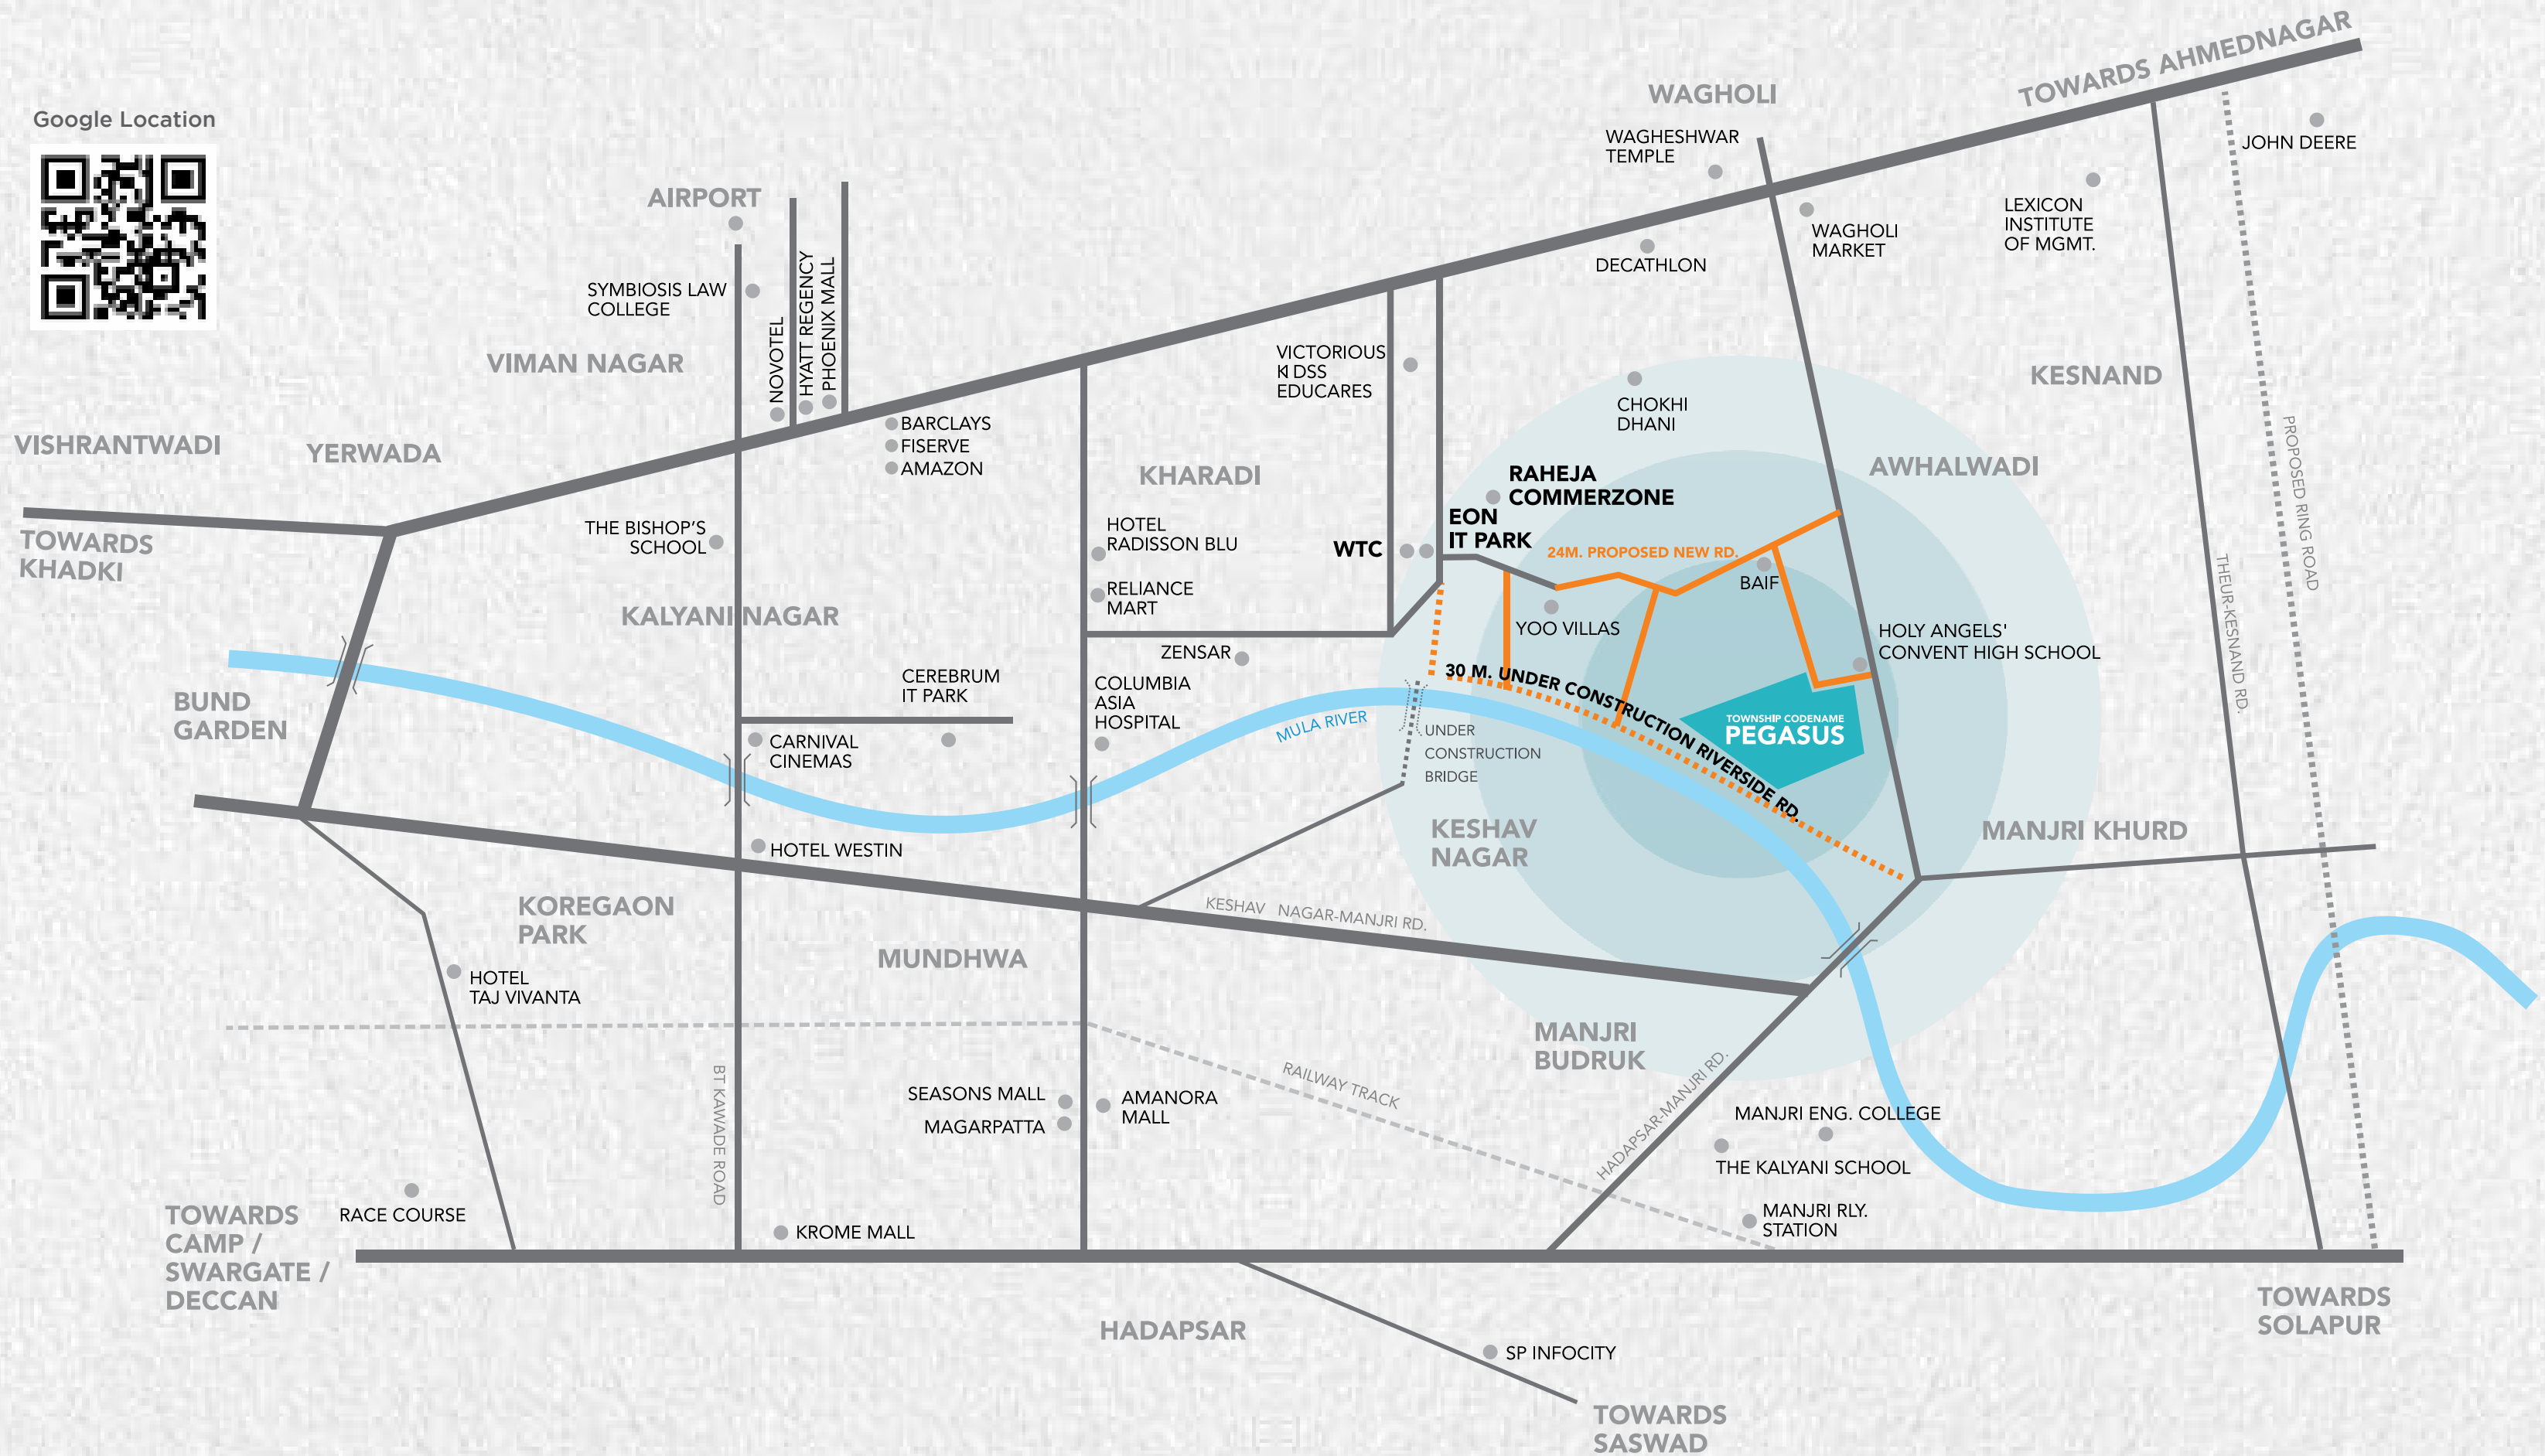 Google Location
TOWARDS AHMEDNAGAR
WAGHOLI
WAGHESHWAR
TEMPLE
JOHN DEERE
AIRPORT
LEXICON
INSTITUTE
OF MGMT.
WAGHOLI
MARKET
DECATHLON
SYMBIOSIS LAW
COLLEGE
NOVOTEL
HYATT REGENCY
PHOENIX MALL
VIMAN NAGAR
VICTORIOUS
KIDSS
EDUCARES
KESNAND
CHOKHI
DHANI
BARCLAYS
FISERVE
AMAZON
VISHRANTWADI
YERWADA
KHARADI
RAHEJA
COMMERZONE
AWHALWADI
PROPOSED RING ROAD
EON
IT PARK
TOWARDS
KHADKI
THE BISHOP'S
SCHOOL
HOTEL
RADISSON BLU
WTC
24M. PROPOSED NEW RD.
BAIF
THEUR-KESNAND RD.
RELIANCE
MART
KALYANI NAGAR
YOO VILLAS
HOLY ANGELS'
CONVENT HIGH SCHOOL
ZENSAR
30 M. UNDER CONSTRUCTION RIVERSIDE RD.
CEREBRUM
IT PARK
COLUMBIA
ASIA
HOSPITAL
BUND
GARDEN
MULA RIVER
UNDER
CONSTRUCTION
BRIDGE
TOWNSHIP CODENAME
PEGASUS
CARNIVAL
CINEMAS
HOTEL WESTIN
KESHAV
NAGAR
MANJRI KHURD
KOREGAON
PARK
KESHAV NAGAR-MANJRI RD.
MUNDHWA
HOTEL
TAJ VIVANTA
MANJRI
BUDRUK
BT KAWADE ROAD
RAILWAY TRACK
HADAPSAR-MANJRI RD.
SEASONS MALL
MAGARPATTA
AMANORA
MALL
MANJRI ENG. COLLEGE
THE KALYANI SCHOOL
RACE COURSE
TOWARDS
CAMP /
SWARGATE /
DECCAN
KROME MALL
MANJRI RLY.
STATION
TOWARDS
SOLAPUR
HADAPSAR
SP INFOCITY
TOWARDS
SASWAD